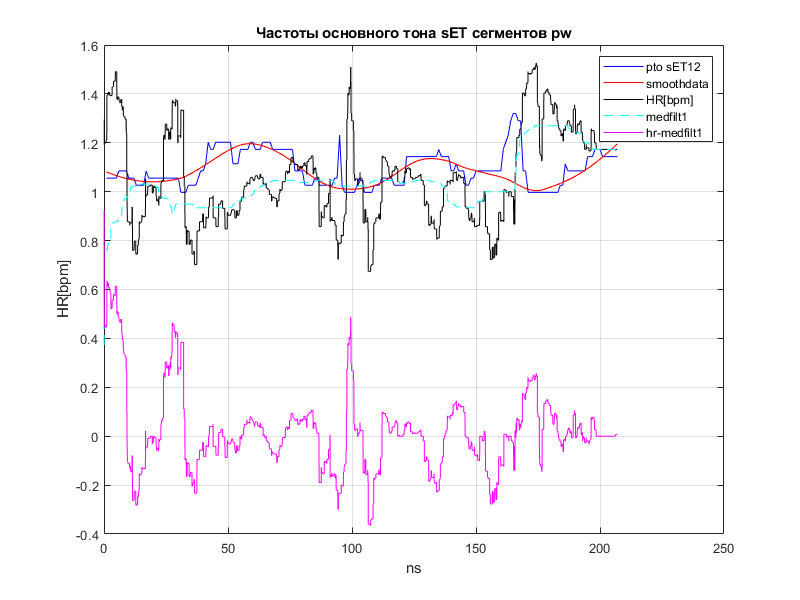 Частоты основного тона sET сегментов pw
1.6
1.4
1.2
1
0.8
0.6
0.4
0.2
0
-0.2
-0.4
HR[bpm]
pto sET12
smoothdata
HR[bpm]
medfilt1
hr-medfilt1
0
50
100
150
200
250
ns